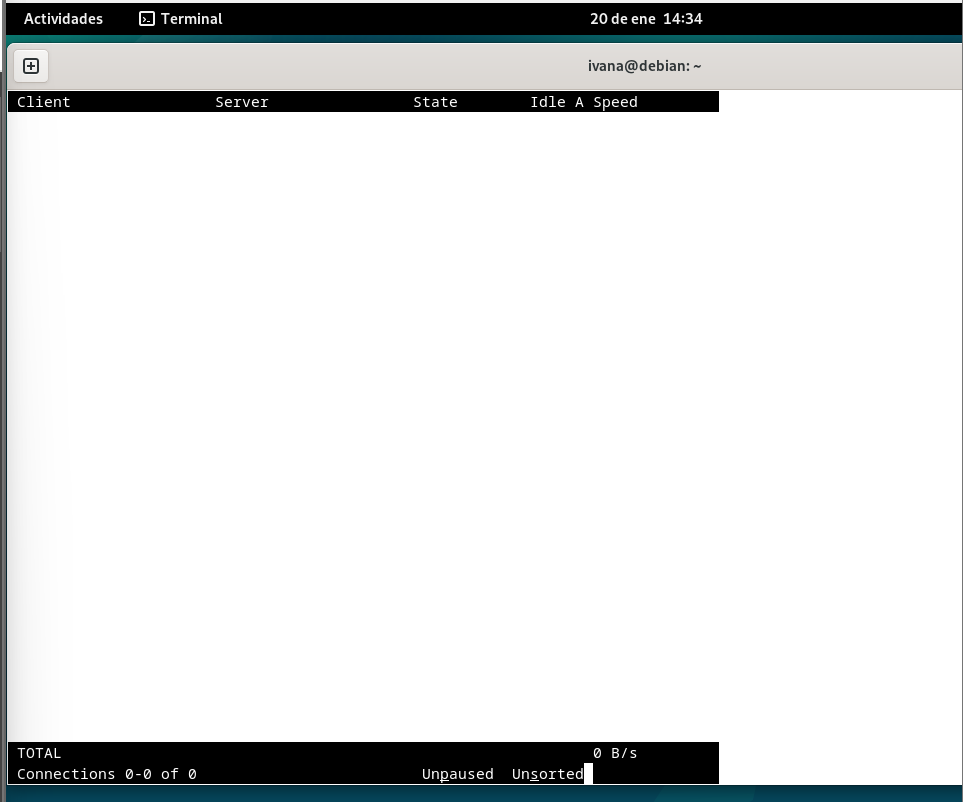 Actividades Terminal 20 de ene 14:34
ivana@debian: ~
Client Server State Idle A Speed
TOTAL 0 B/s
Connections 0-0 of 0 Unpaused Unsorted